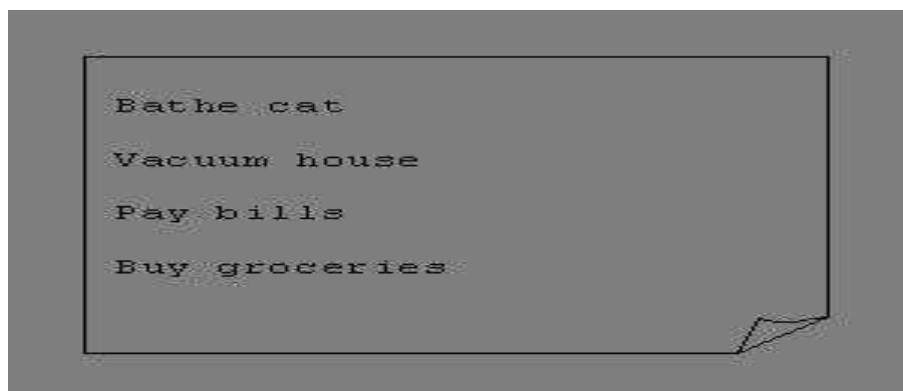 Bathe cat
Vacuum house
Pay bills
Buy groceries